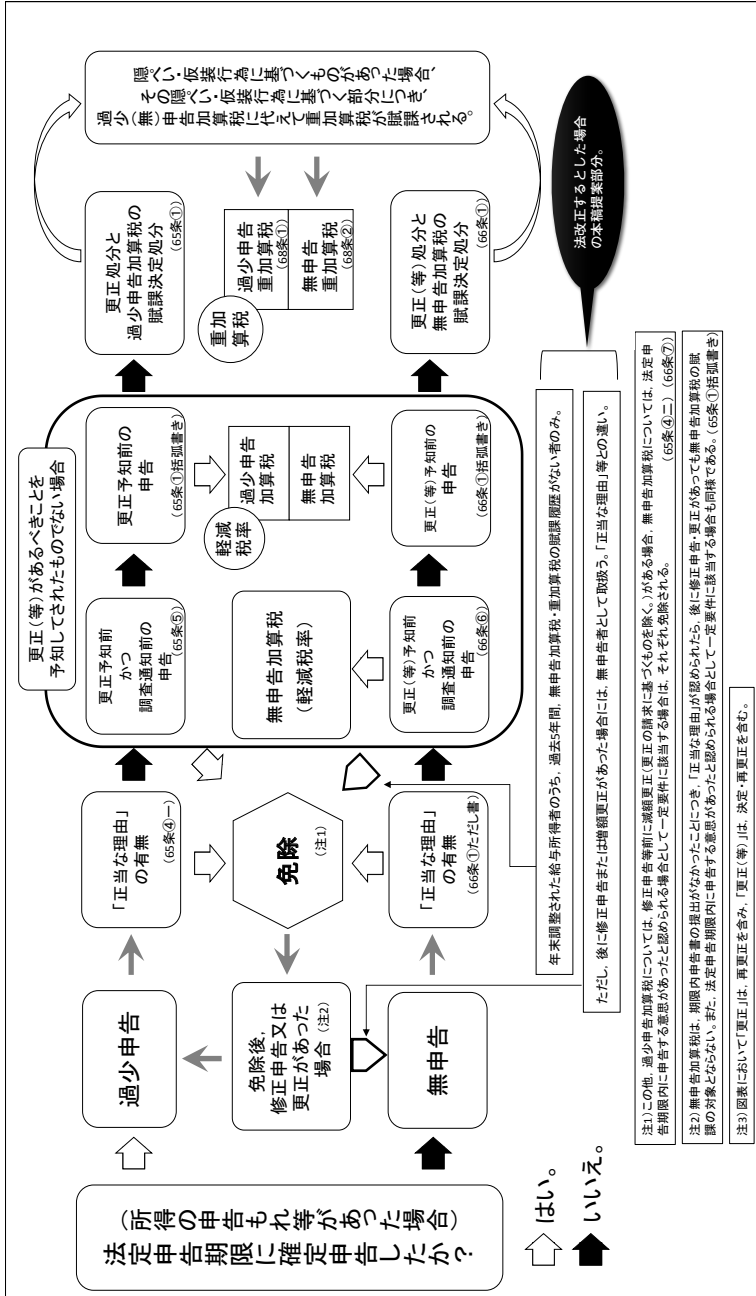 （所得の申告もれ等があった場合）
法定申告期限に確定申告したか？
はい。
いいえ。
過少申告
免除後，
修正申告又は
更正があった
場合（注2）
無申告
「正当な理由」
の有無
（65条④一）
免除
（注1）
「正当な理由」
の有無
（66条①ただし書）
更正（等）があるべきことを
予知してされたものでない場合
更正予知前
かつ
調査通知前の
申告
（65条⑤）
無申告加算税
（軽減税率）
更正（等）予知前
かつ
調査通知前の
申告
（66条⑥）
更正予知前の
申告
（65条①括弧書き）
軽減
税率
過少申告
加算税
無申告
加算税
更正（等）予知前の
申告
（66条①括弧書き）
更正処分と
過少申告加算税の
賦課決定処分
（65条①）
重加
算税
過少申告
重加算税
（68条①）
無申告
重加算税
（68条②）
更正（等）処分と
無申告加算税の
賦課決定処分
（66条①）
隠ぺい・仮装行為に基づくものがあった場合、
その隠ぺい・仮装行為に基づく部分につき、
過少（無）申告加算税に代えて重加算税が賦課される。
年末調整された給与所得者のうち，過去5年間，無申告加算税・重加算税の賦課履歴がない者のみ。
ただし，後に修正申告または増額更正があった場合には，無申告者として取扱う。「正当な理由」等との違い。
法改正するとした場合
の本稿提案部分。
注1）この他，過少申告加算税については，修正申告等前に減額更正（更正の請求に基づくものを除く。）がある場合，無申告加算税については，法定申
告期限内に申告する意思があったと認められる場合として一定要件に該当する場合は，それぞれ免除される。（65条④二）（66条⑦）
注2）無申告加算税は，期限内申告書の提出がなかったことにつき，「正当な理由」が認められたら，後に修正申告・更正があっても無申告加算税の賦
課の対象とならない。また，法定申告期限内に申告する意思があったと認められる場合として一定要件に該当する場合も同様である。（65条①括弧書き）
注3）図表において「更正」は，再更正を含み，「更正（等）」は，決定・再更正を含む。